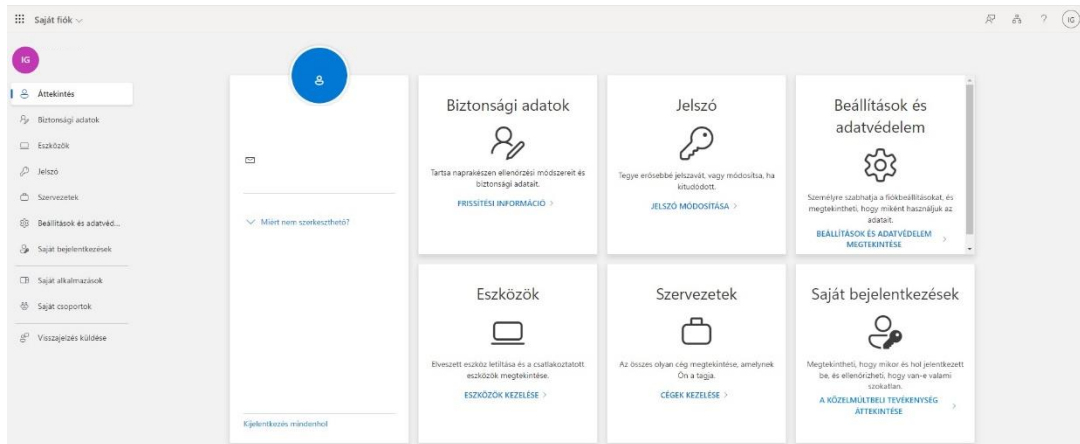 Saját fiók
?
IG
IG
Áttekintés
Biztonsági adatok
Eszközök
Jelszó
Szervezetek
Beállítások és adatvéd...
Saját bejelentkezések
Saját alkalmazások
Saját csoportok
Visszajelzés küldése
Miért nem szerkeszthető?
Kijelentkezés mindenhol
Biztonsági adatok
Tartsa naprakészen ellenőrzési módszereit és
biztonsági adatait.
FRISSÍTÉSI INFORMÁCIÓ
Jelszó
Tegye erősebbé jelszavát, vagy módosítsa, ha
kitudódott.
JELSZÓ MÓDOSÍTÁSA
Beállítások és
adatvédelem
Személyre szabhatja a fiókbeállításokat, és
megtekintheti, hogy miként használjuk az
adatait.
BEÁLLÍTÁSOK ÉS ADATVÉDELEM
MEGTEKINTÉSE
Eszközök
Elveszett eszköz letiltása és a csatlakoztatott
eszközök megtekintése.
ESZKÖZÖK KEZELÉSE
Szervezetek
Az összes olyan cég megtekintése, amelynek
Ön a tagja.
CÉGEK KEZELÉSE
Saját bejelentkezések
Megtekintheti, hogy mikor és hol jelentkezett
be, és ellenőrizheti, hogy van-e valami
szokatlan.
A KÖZELMÚLTBELI TEVÉKENYSÉG
ÁTTEKINTÉSE